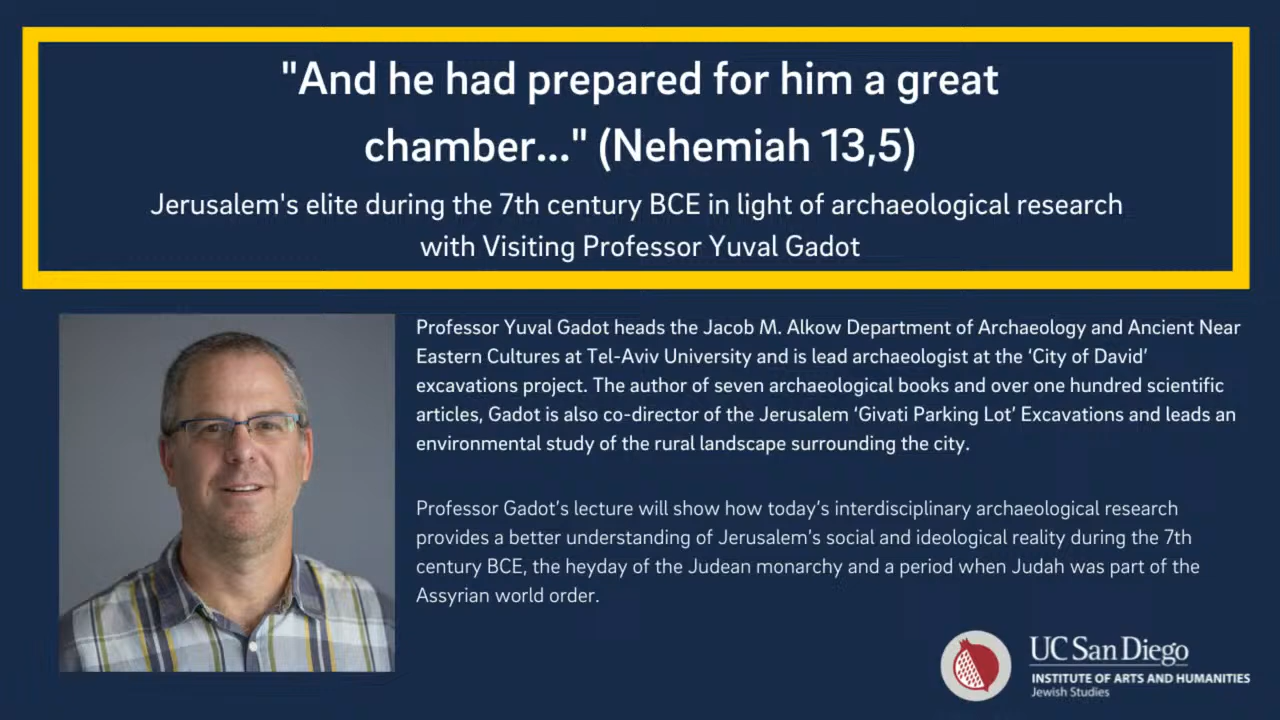 "And he had prepared for him a great
chamber..." (Nehemiah 13,5)
Jerusalem's elite during the 7th century BCE in light of archaeological research
with Visiting Professor Yuval Gadot
Professor Yuval Gadot heads the Jacob M. Alkow Department of Archaeology and Ancient Near
Eastern Cultures at Tel-Aviv University and is lead archaeologist at the ‘City of David’
excavations project. The author of seven archaeological books and over one hundred scientific
articles, Gadot is also co-director of the Jerusalem ‘Givati Parking Lot’ Excavations and leads an
environmental study of the rural landscape surrounding the city.
Professor Gadot’s lecture will show how today’s interdisciplinary archaeological research
provides a better understanding of Jerusalem’s social and ideological reality during the 7th
century BCE, the heyday of the Judean monarchy and a period when Judah was part of the
Assyrian world order.
UC San Diego
INSTITUTE OF ARTS AND HUMANITIES
Jewish Studies